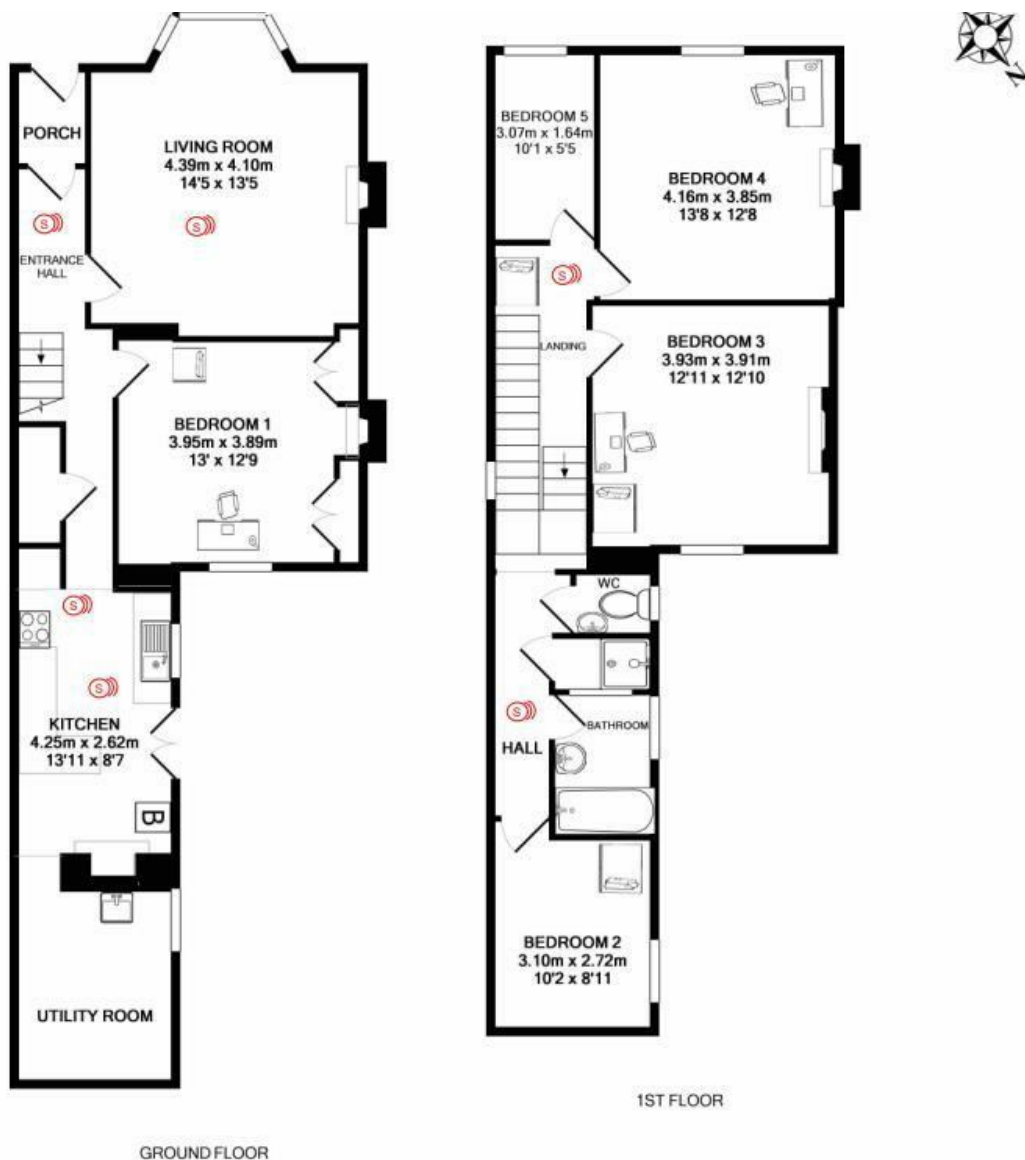 PORCH
LIVING ROOM
4.39m x 4.10m
14'5 x 13'5
S
S
ENTRANCE
HALL
BEDROOM 1
3.95m x 3.89m
13' x 12'9
S
S
KITCHEN
4.25m x 2.62m
13'11 x 8'7
B
UTILITY ROOM
GROUND FLOOR
N
BEDROOM 5
3.07m x 1.64m
10'1 x 5'5
BEDROOM 4
4.16m x 3.85m
13'8 x 12'8
S
LANDING
BEDROOM 3
3.93m x 3.91m
12'11 x 12'10
WC
S
BATHROOM
HALL
BEDROOM 2
3.10m x 2.72m
10'2 x 8'11
1ST FLOOR